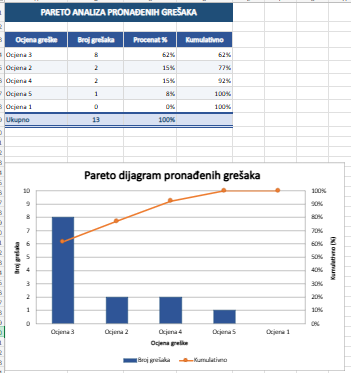 PARETO ANALIZA PRONAĐENIH GREŠAKA
Ocjena greške Broj grešaka Procenat % Kumulativno
Ocjena 3 8 62% 62%
Ocjena 2 2 15% 77%
Ocjena 4 2 15% 92%
Ocjena 5 1 8% 100%
Ocjena 1 0 0% 100%
Ukupno 13 100%
Pareto dijagram pronađenih grešaka
10 100%
9 90%
8 80%
7 70%
6 60%
5 50%
4 40%
3 30%
2 20%
1 10%
0 0%
Broj grešaka
Kumulativno (%)
Ocjena 3 Ocjena 2 Ocjena 4 Ocjena 5 Ocjena 1
Ocjena greške
Broj grešaka Kumulativno